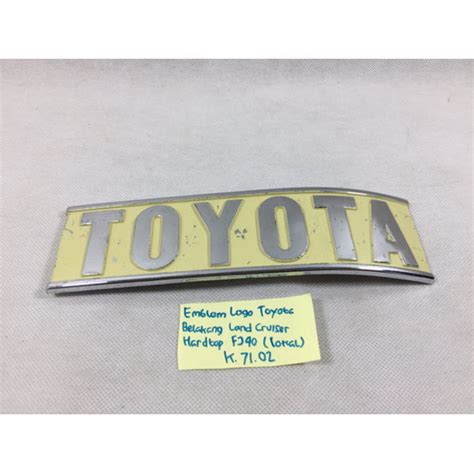 TOYOTA
Emblem Logo Toyota
Belakang Land Cruiser
Hardtop FJ40 (Lokal)
K.71.02